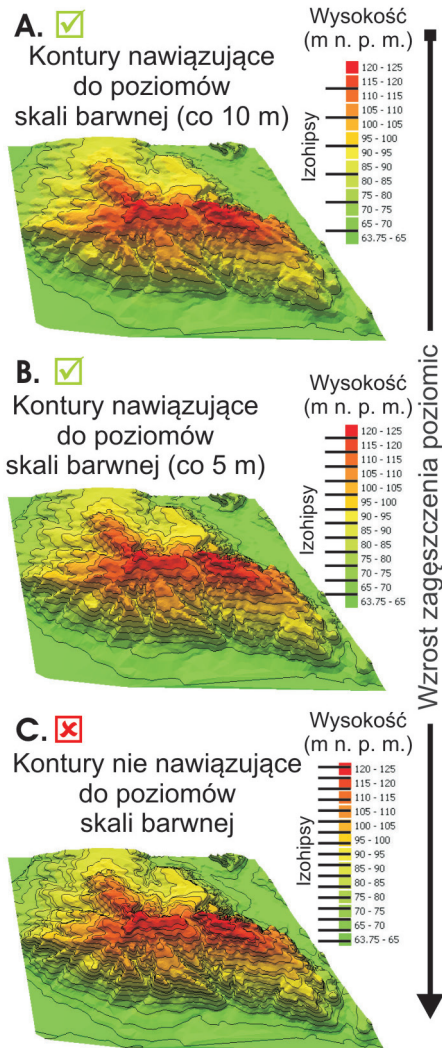 A.
Kontury nawiązujące
do poziomów
skali barwnej (co 10 m)
Wysokość
(m n. p. m.)
Izohipsy
120 - 125
115 - 120
110 - 115
105 - 110
100 - 105
95 - 100
90 - 95
85 - 90
80 - 85
75 - 80
70 - 75
65 - 70
63.75 - 65
B.
Kontury nawiązujące
do poziomów
skali barwnej (co 5 m)
Wysokość
(m n. p. m.)
Izohipsy
120 - 125
115 - 120
110 - 115
105 - 110
100 - 105
95 - 100
90 - 95
85 - 90
80 - 85
75 - 80
70 - 75
65 - 70
63.75 - 65
C.
Kontury nie nawiązujące
do poziomów
skali barwnej
Wysokość
(m n. p. m.)
Izohipsy
120 - 125
115 - 120
110 - 115
105 - 110
100 - 105
95 - 100
90 - 95
85 - 90
80 - 85
75 - 80
70 - 75
65 - 70
63.75 - 65
Wzrost zagęszczenia poziomic